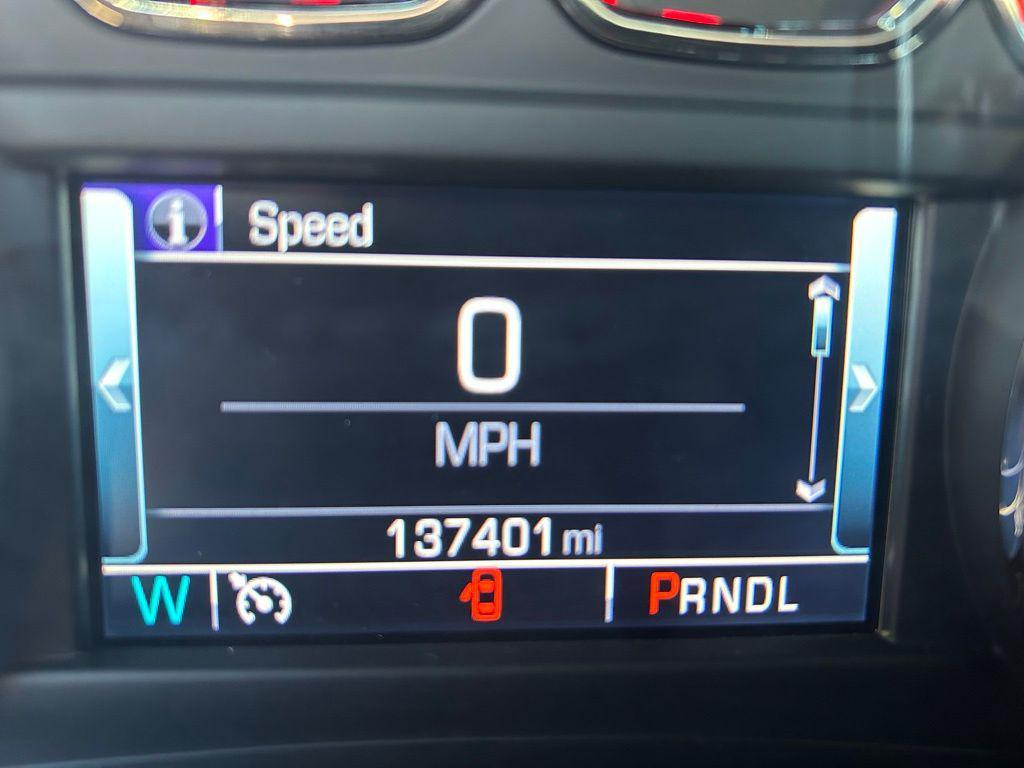 i Speed
0
MPH
137401 mi
W PRNDL